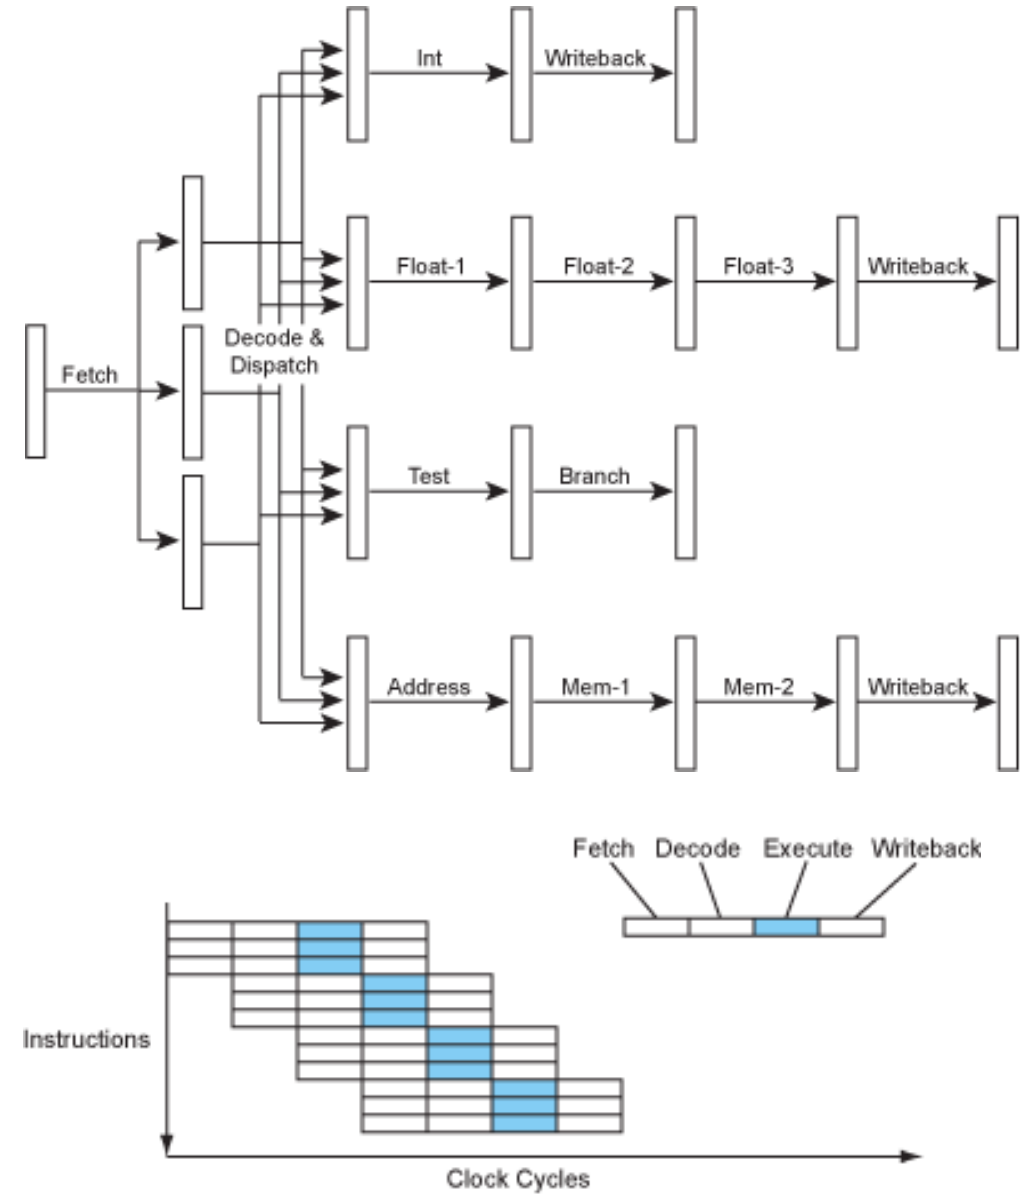 Int
Writeback
Float-1
Float-2
Float-3
Writeback
Decode &
Dispatch
Fetch
Test
Branch
Address
Mem-1
Mem-2
Writeback
Fetch
Decode
Execute
Writeback
Instructions
Clock Cycles